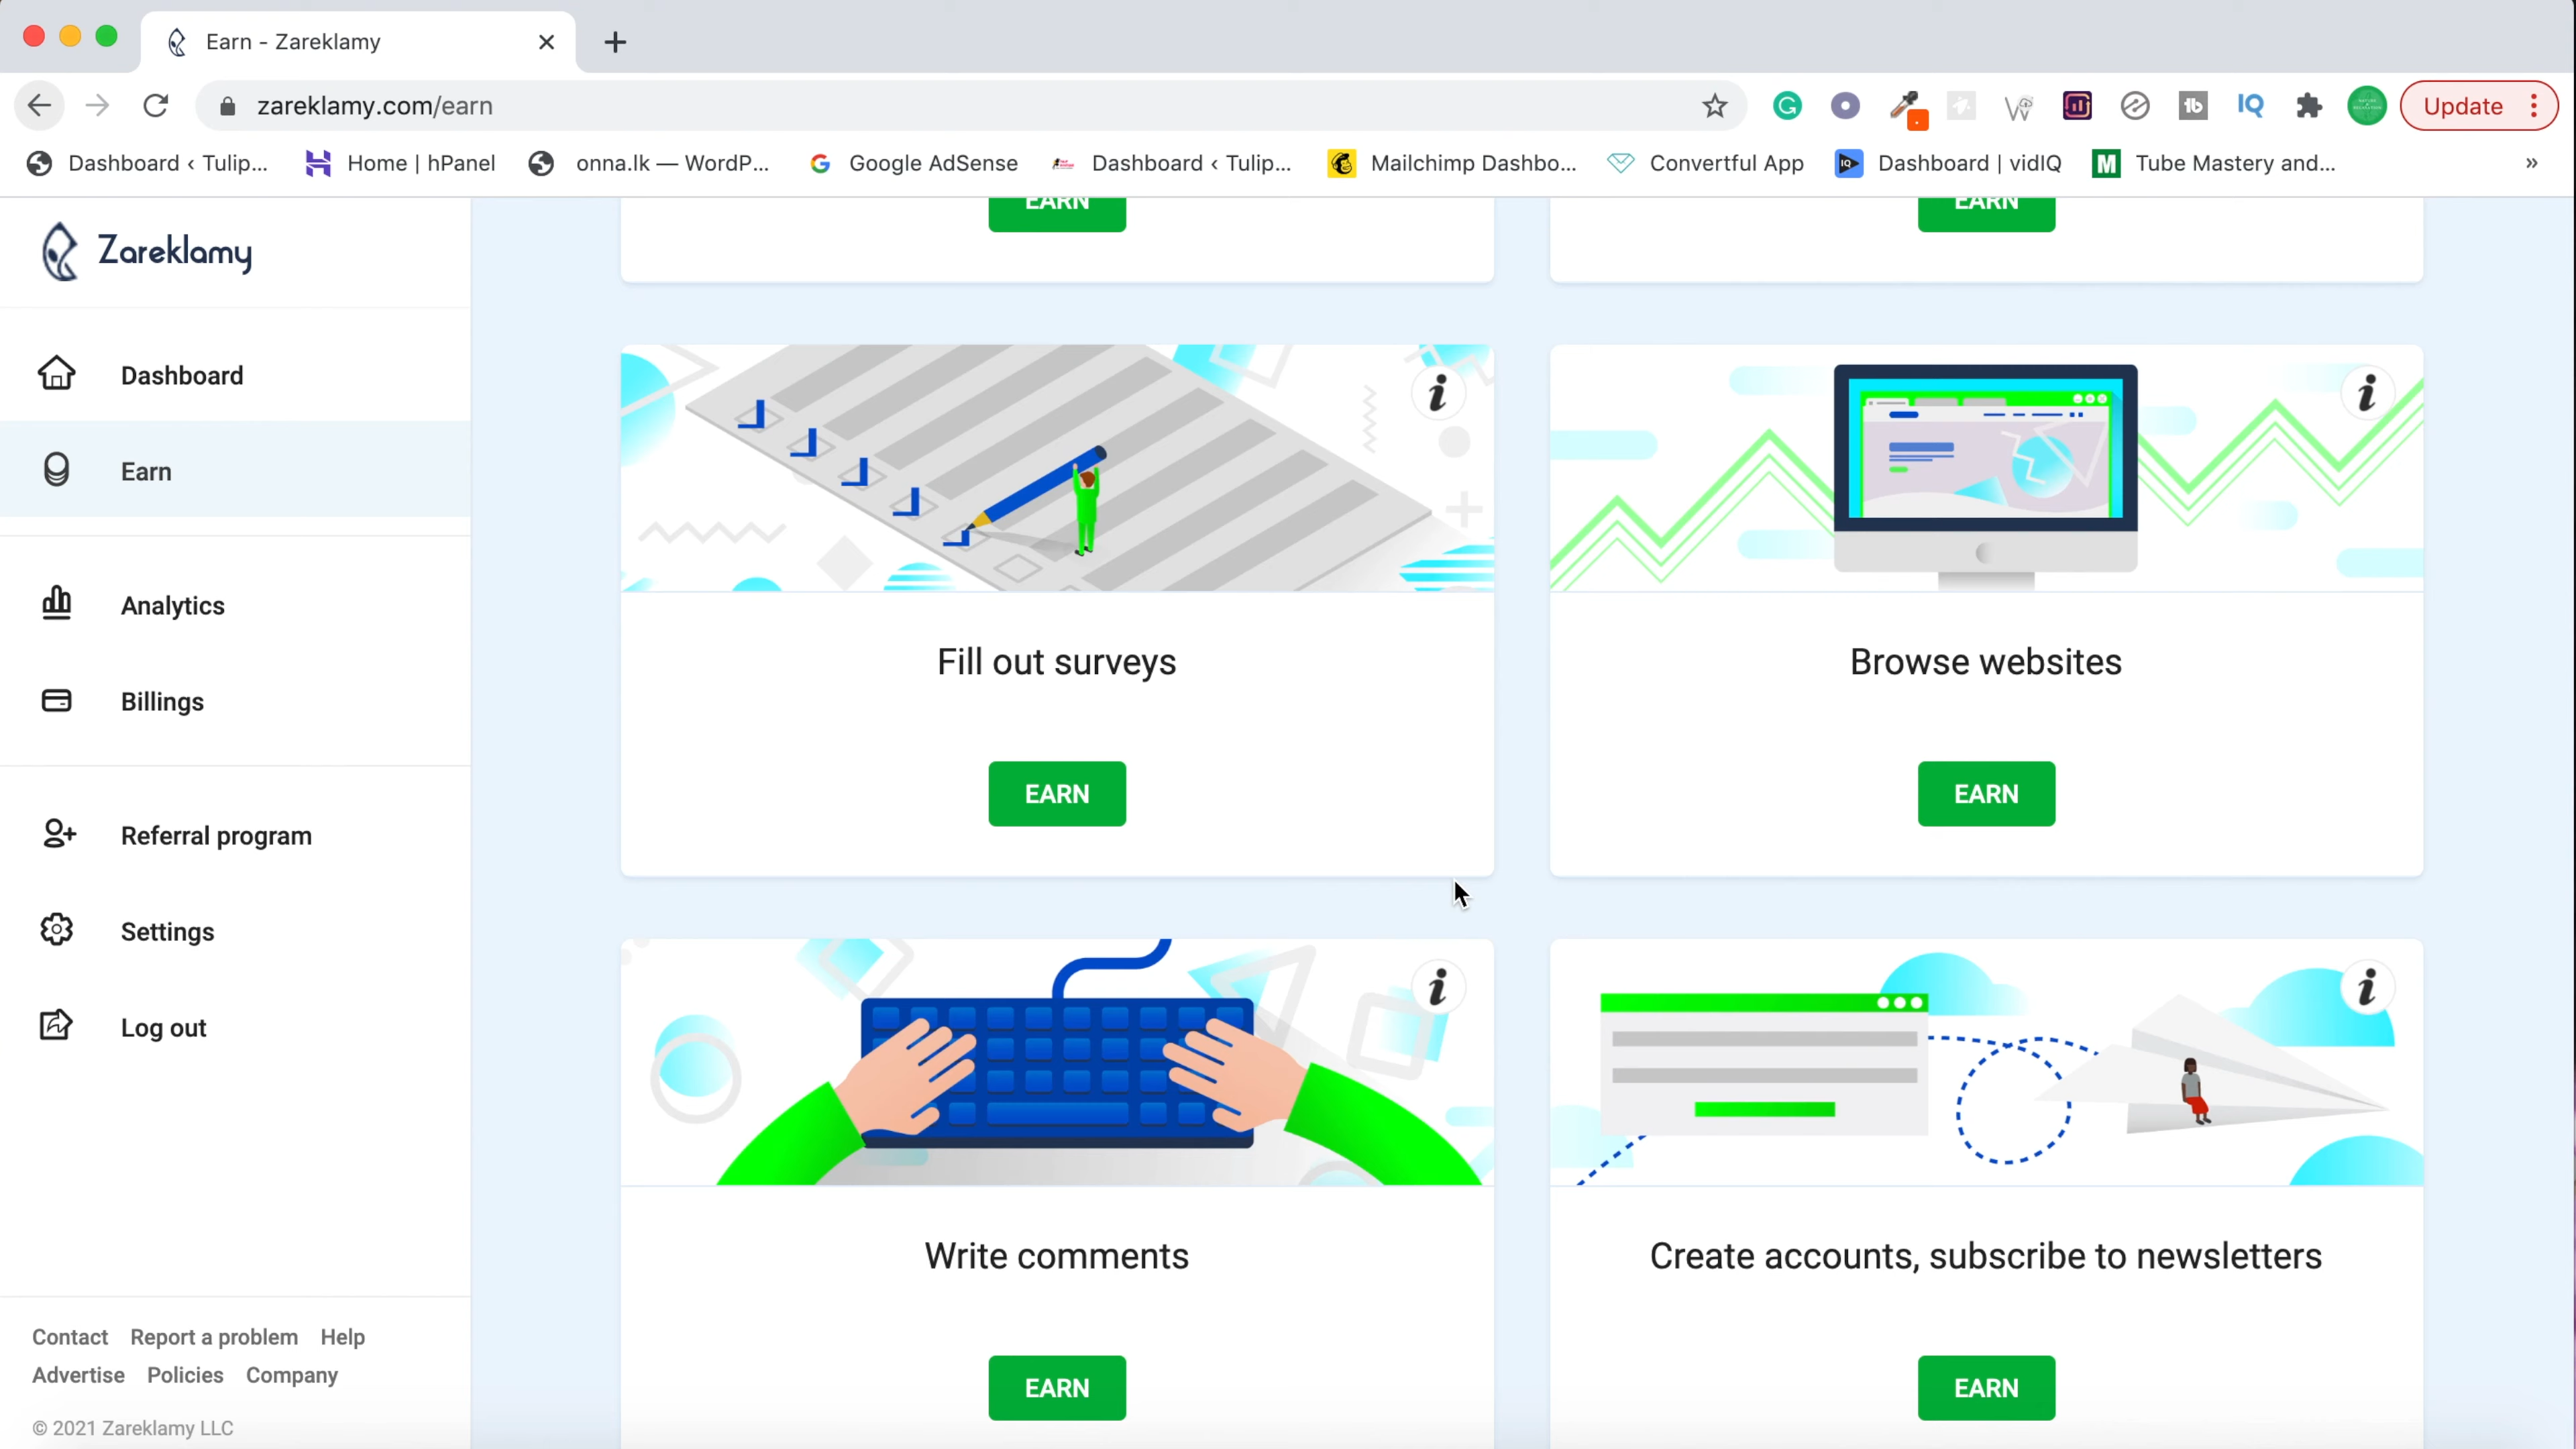 Earn - Zareklamy
zareklamy.com/earn
Update
Dashboard ‹ Tulip...
Home | hPanel
onna.lk — WordP...
Google AdSense
Dashboard ‹ Tulip...
Mailchimp Dashbo...
Convertful App
Dashboard | vidIQ
Tube Mastery and...
Zareklamy
Dashboard
Earn
Analytics
Billings
Referral program
Settings
Log out
Contact Report a problem Help
Advertise Policies Company
© 2021 Zareklamy LLC
EARN
EARN
Fill out surveys
EARN
Browse websites
EARN
Write comments
EARN
Create accounts, subscribe to newsletters
EARN